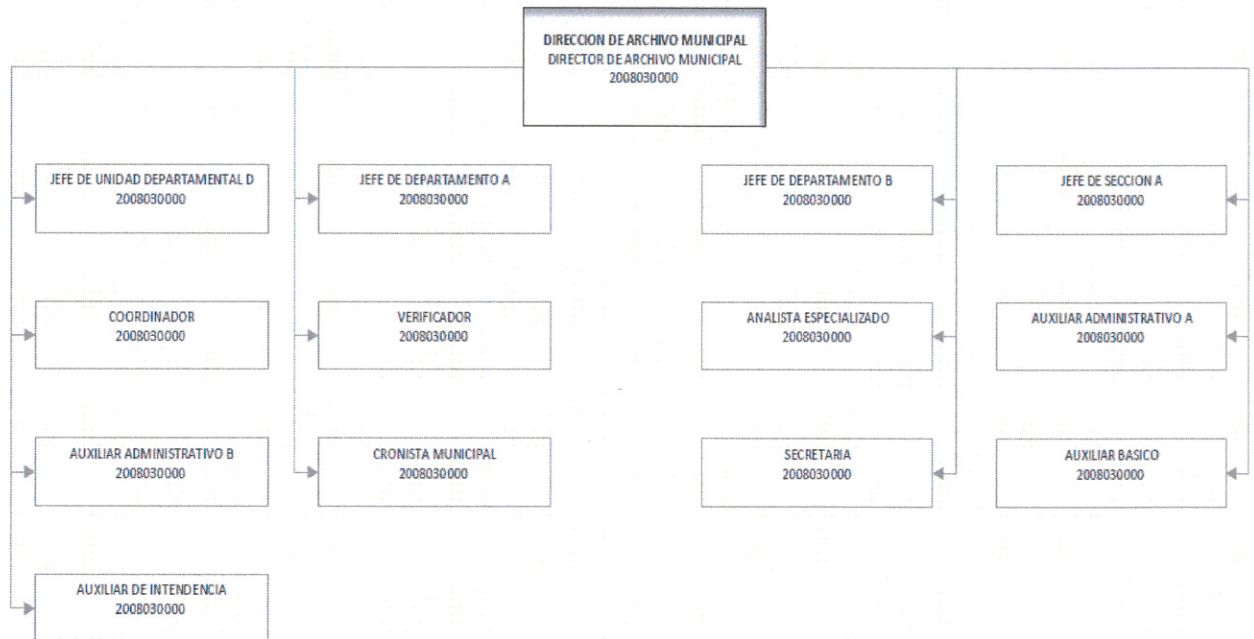 DIRECCION DE ARCHIVO MUNICIPAL
DIRECTOR DE ARCHIVO MUNICIPAL
2008030000
JEFE DE UNIDAD DEPARTAMENTAL D
2008030000
JEFE DE DEPARTAMENTO A
2008030000
JEFE DE DEPARTAMENTO B
2008030000
JEFE DE SECCION A
2008030000
COORDINADOR
2008030000
VERIFICADOR
2008030000
ANALISTA ESPECIALIZADO
2008030000
AUXILIAR ADMINISTRATIVO A
2008030000
AUXILIAR ADMINISTRATIVO B
2008030000
CRONISTA MUNICIPAL
2008030000
SECRETARIA
2008030000
AUXILIAR BASICO
2008030000
AUXILIAR DE INTENDENCIA
2008030000